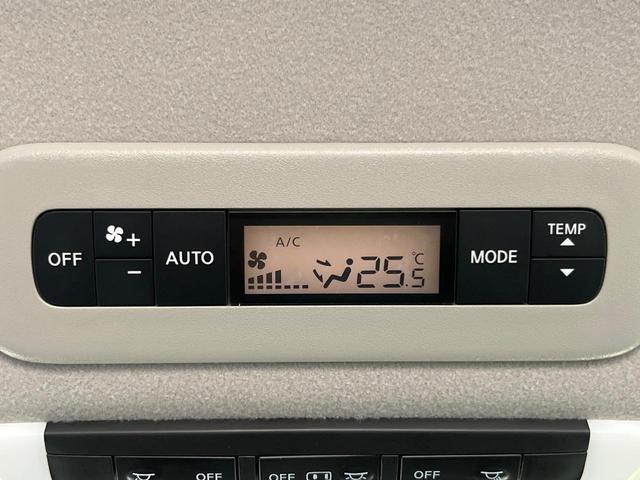 OFF + AUTO A/C 25.5 °C MODE TEMP
−
OFF OFF OFF